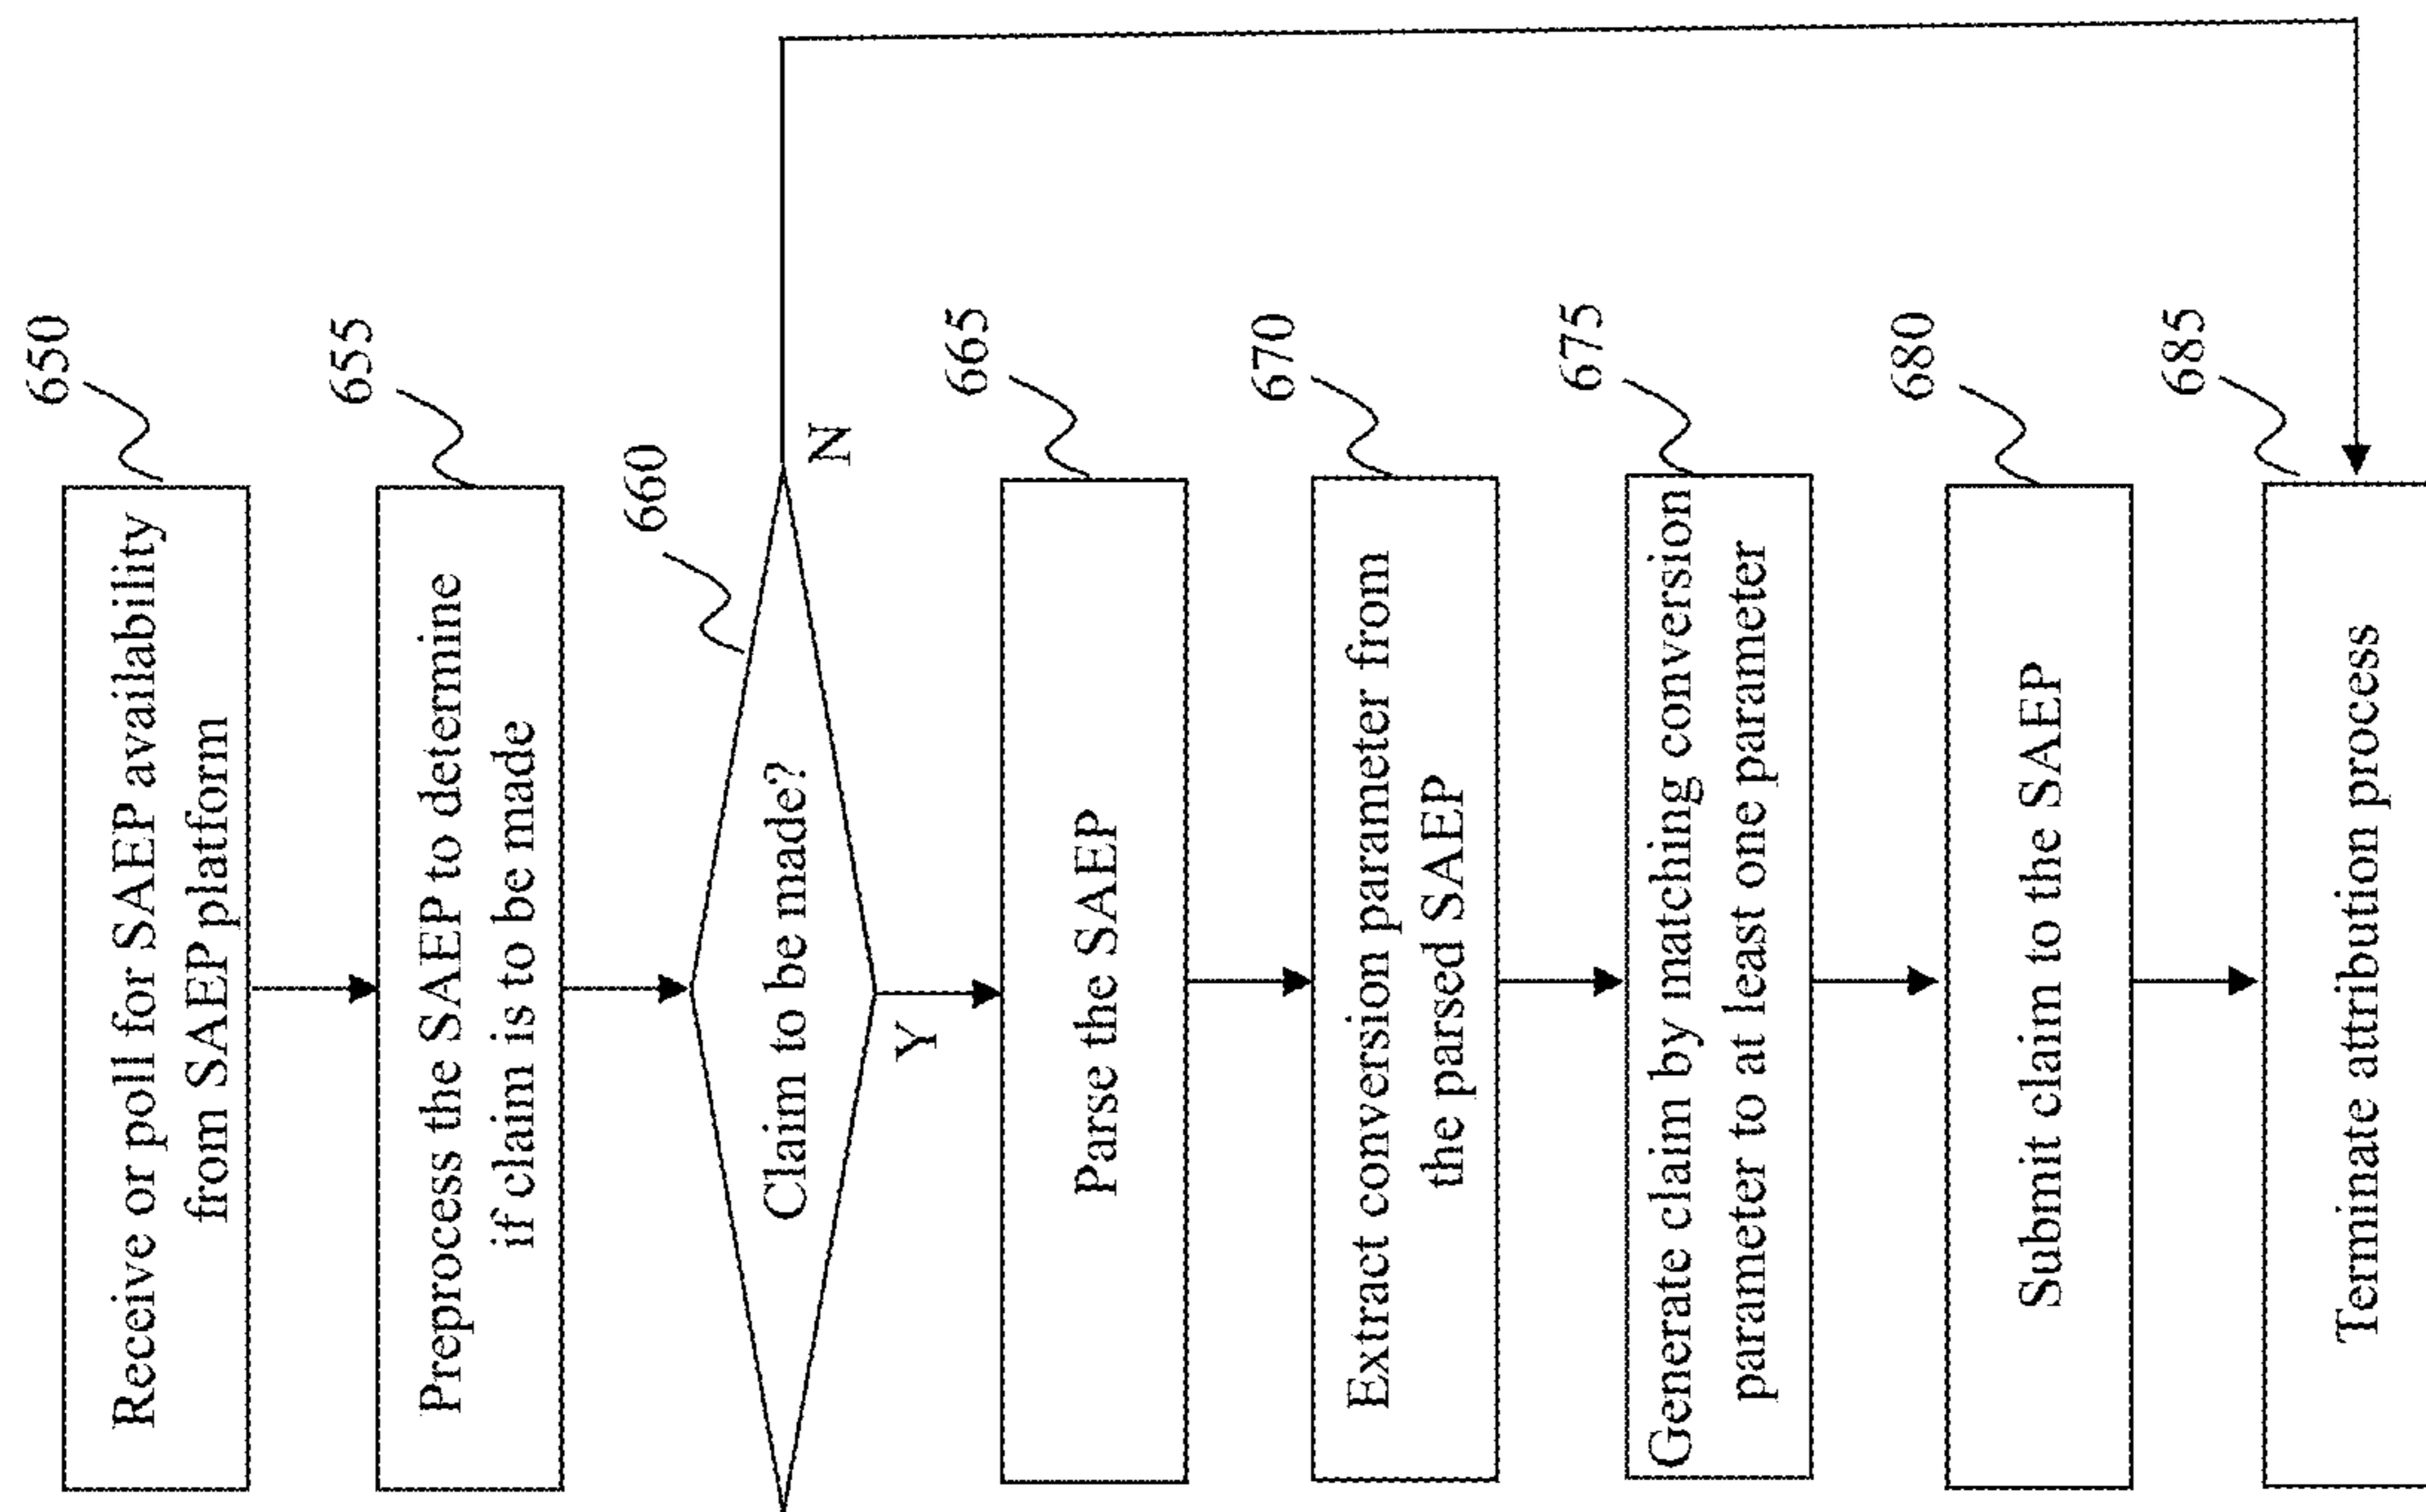 650
Receive or poll for SAEP availability
from SAEP platform
655
Preprocess the SAEP to determine
if claim is to be made
660
Claim to be made?
N
Y
665
Parse the SAEP
670
Extract conversion parameter from
the parsed SAEP
675
Generate claim by matching conversion
parameter to at least one parameter
680
Submit claim to the SAEP
685
Terminate attribution process